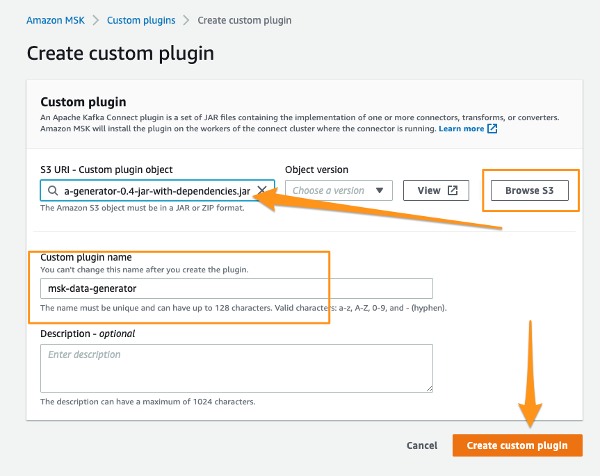 Amazon MSK > Custom plugins > Create custom plugin
Create custom plugin
Custom plugin
An Apache Kafka Connect plugin is a set of JAR files containing the implementation of one or more connectors, transforms, or converters.
Amazon MSK will install the plugin on the workers of the connect cluster where the connector is running. Learn more
S3 URI - Custom plugin object
Object version
a-generator-0.4-jar-with-dependencies.jar
Choose a version
View
Browse S3
The Amazon S3 object must be in a JAR or ZIP format.
Custom plugin name
You can't change this name after you create the plugin.
msk-data-generator
The name must be unique and can have up to 128 characters. Valid characters: a-z, A-Z, 0-9, and - (hyphen).
Description - optional
Enter description
The description can have a maximum of 1024 characters.
Cancel
Create custom plugin